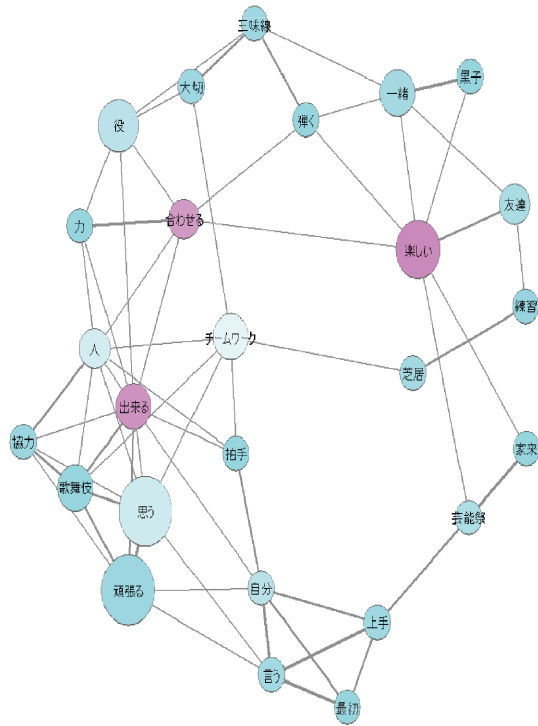 三味線
大切
黒子
一緒
役
弾く
友達
力
合わせる
楽しい
練習
チームワーク
人
芝居
出来る
協力
拍手
家来
歌舞伎
思う
芸能祭
頑張る
自分
上手
言う
最初